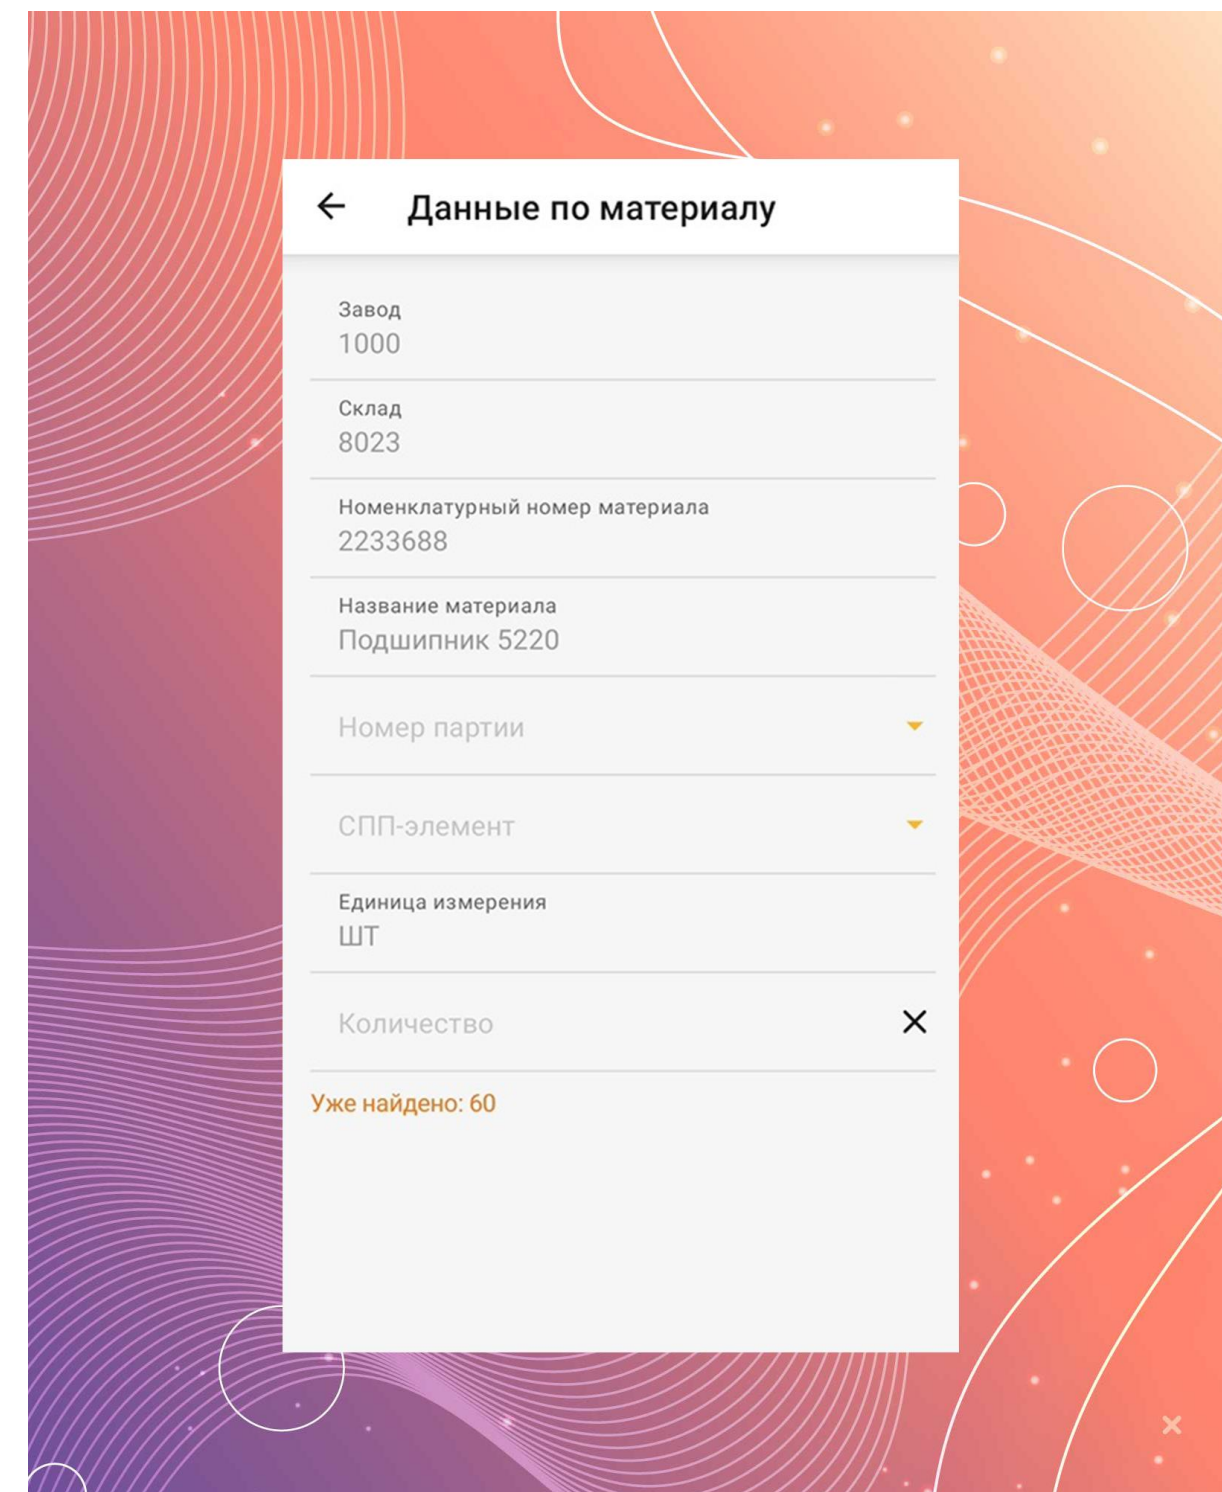 Данные по материалу
Завод
1000
Склад
8023
Номенклатурный номер материала
2233688
Название материала
Подшипник 5220
Номер партии
СПП-элемент
Единица измерения
ШТ
Количество
Уже найдено: 60